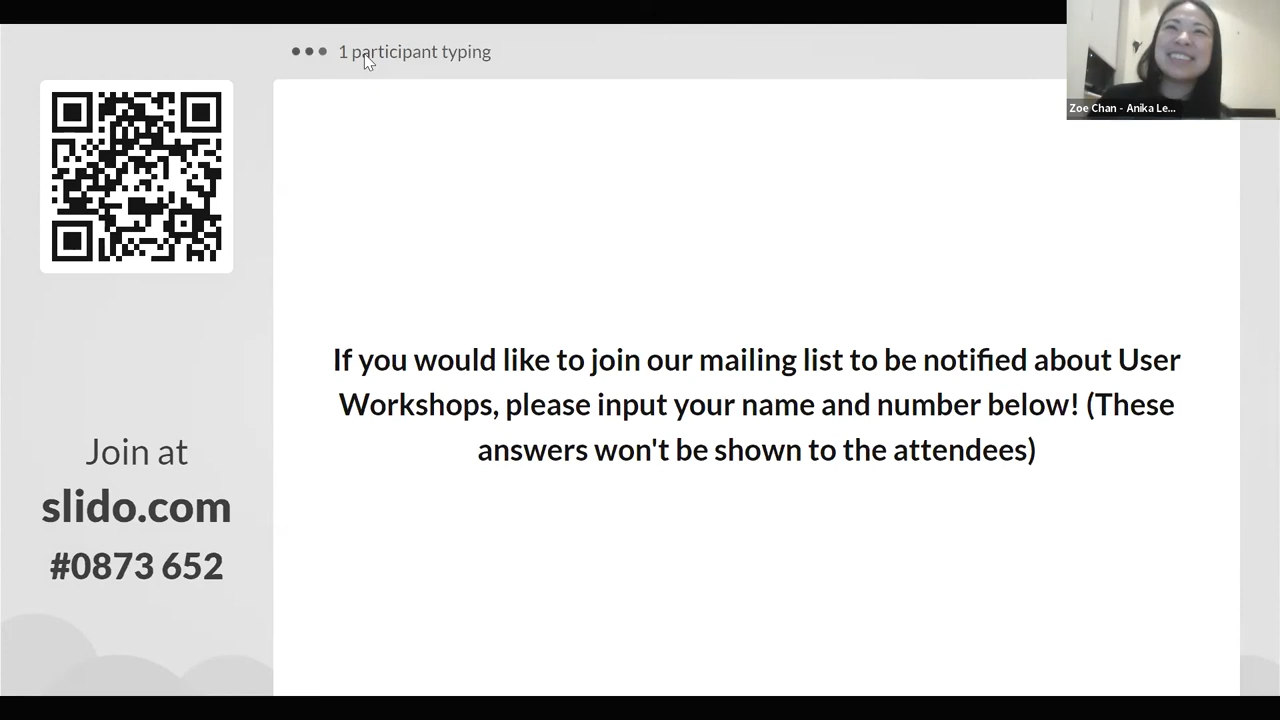 1 participant typing
Zoe Chan - Anika Le...
If you would like to join our mailing list to be notified about User
Workshops, please input your name and number below! (These
answers won't be shown to the attendees)
Join at
slido.com
#0873 652